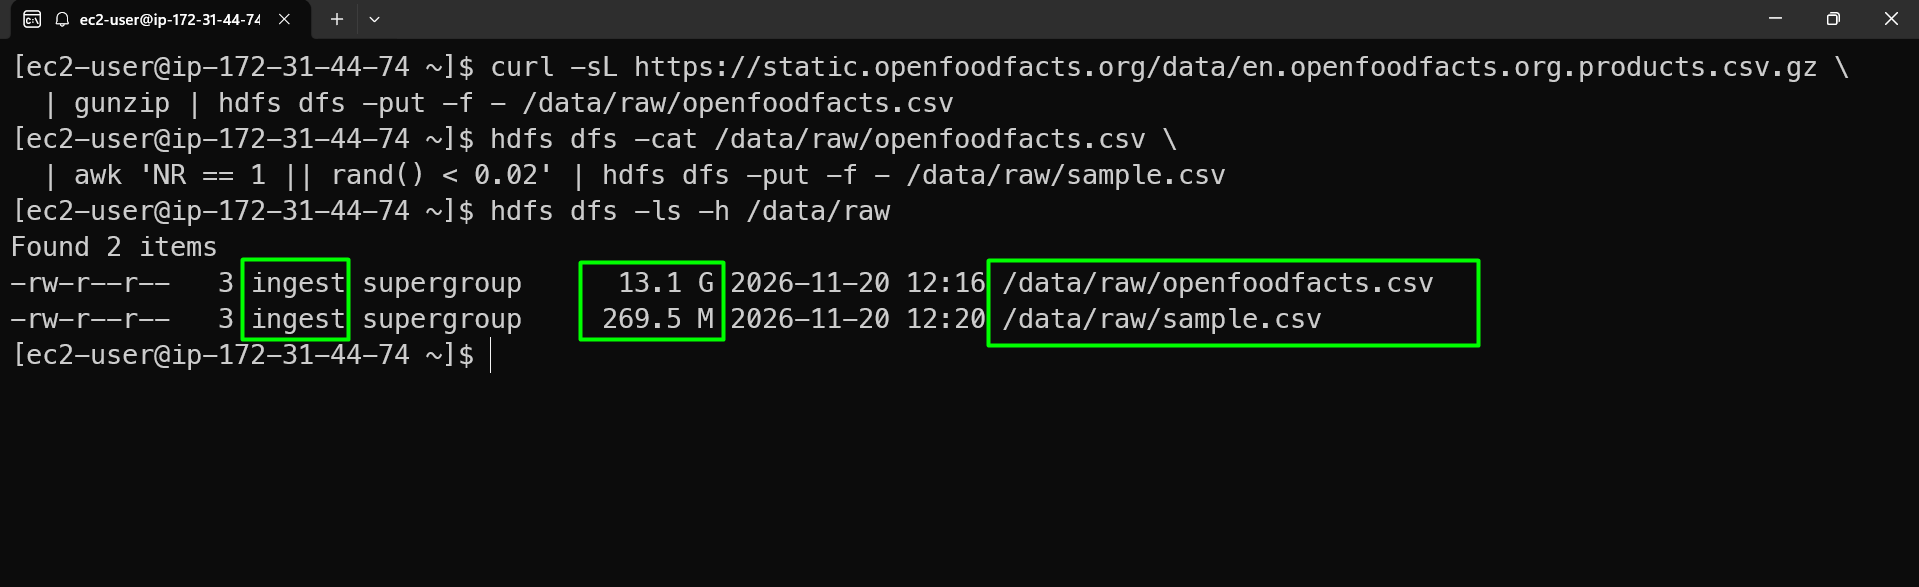 ec2-user@ip-172-31-44-74
[ec2-user@ip-172-31-44-74 ~]$ curl -sL https://static.openfoodfacts.org/data/en.openfoodfacts.org.products.csv.gz \
  | gunzip | hdfs dfs -put -f - /data/raw/openfoodfacts.csv
[ec2-user@ip-172-31-44-74 ~]$ hdfs dfs -cat /data/raw/openfoodfacts.csv \
  | awk 'NR == 1 || rand() < 0.02' | hdfs dfs -put -f - /data/raw/sample.csv
[ec2-user@ip-172-31-44-74 ~]$ hdfs dfs -ls -h /data/raw
Found 2 items
-rw-r--r--   3 ingest supergroup     13.1 G 2026-11-20 12:16 /data/raw/openfoodfacts.csv
-rw-r--r--   3 ingest supergroup    269.5 M 2026-11-20 12:20 /data/raw/sample.csv
[ec2-user@ip-172-31-44-74 ~]$